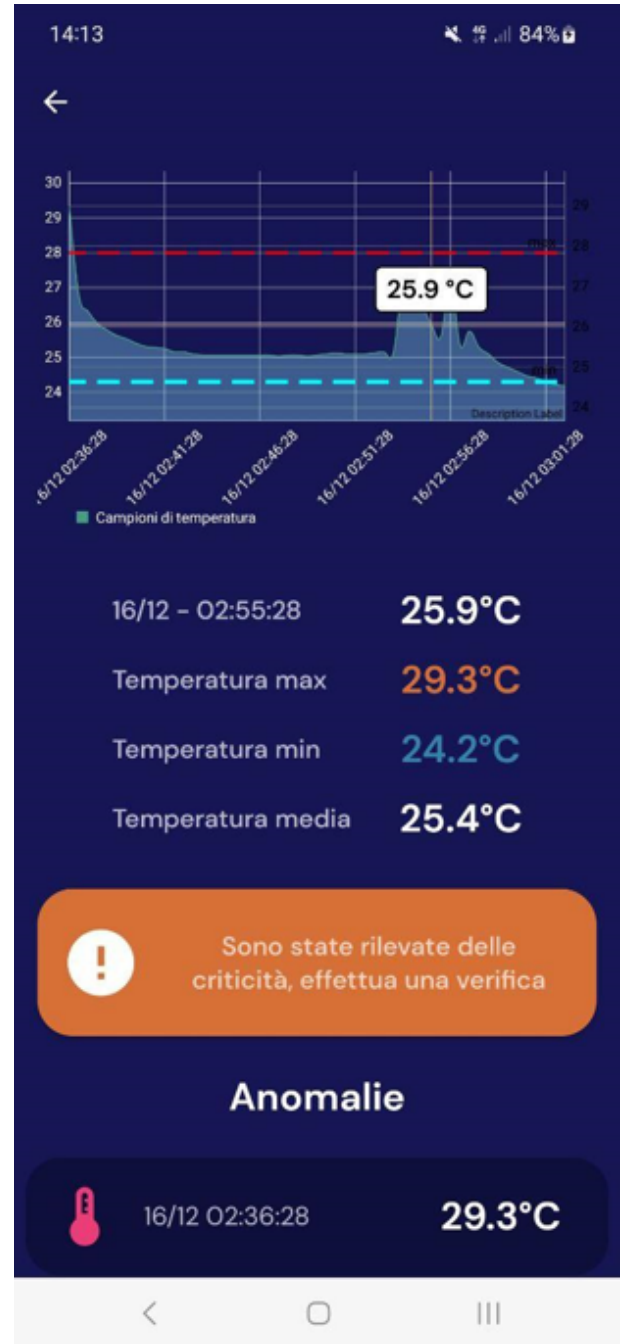 14:13 4G 84%
30
29
29
28
max
28
25.9 °C
27
27
26
26
25
min
25
24
24
Description Label
6/12 02:36:28
16/12 02:41:28
16/12 02:46:28
16/12 02:51:28
16/12 02:56:28
16/12 03:01:28
Campioni di temperatura
16/12 - 02:55:28 25.9°C
Temperatura max 29.3°C
Temperatura min 24.2°C
Temperatura media 25.4°C
Sono state rilevate delle
criticità, effettua una verifica
Anomalie
16/12 02:36:28 29.3°C